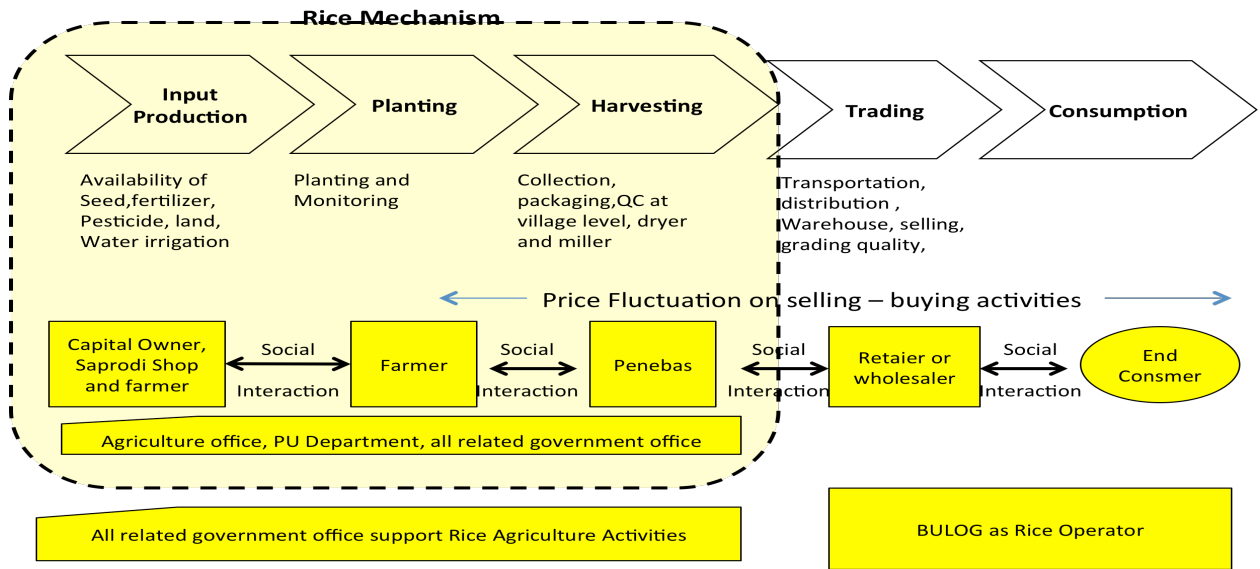 Rice Mechanism
Input
Production
Planting
Harvesting
Trading
Consumption
Availability of
Seed,fertilizer,
Pesticide, land,
Water irrigation
Planting and
Monitoring
Collection,
packaging,QC at
village level, dryer
and miller
Transportation,
distribution ,
Warehouse, selling,
grading quality,
Price Fluctuation on selling – buying activities
Capital Owner,
Saprodi Shop
and farmer
Social
Interaction
Farmer
Social
Interaction
Penebas
Social
Interaction
Retaier or
wholesaler
Social
Interaction
End
Consmer
Agriculture office, PU Department, all related government office
All related government office support Rice Agriculture Activities
BULOG as Rice Operator